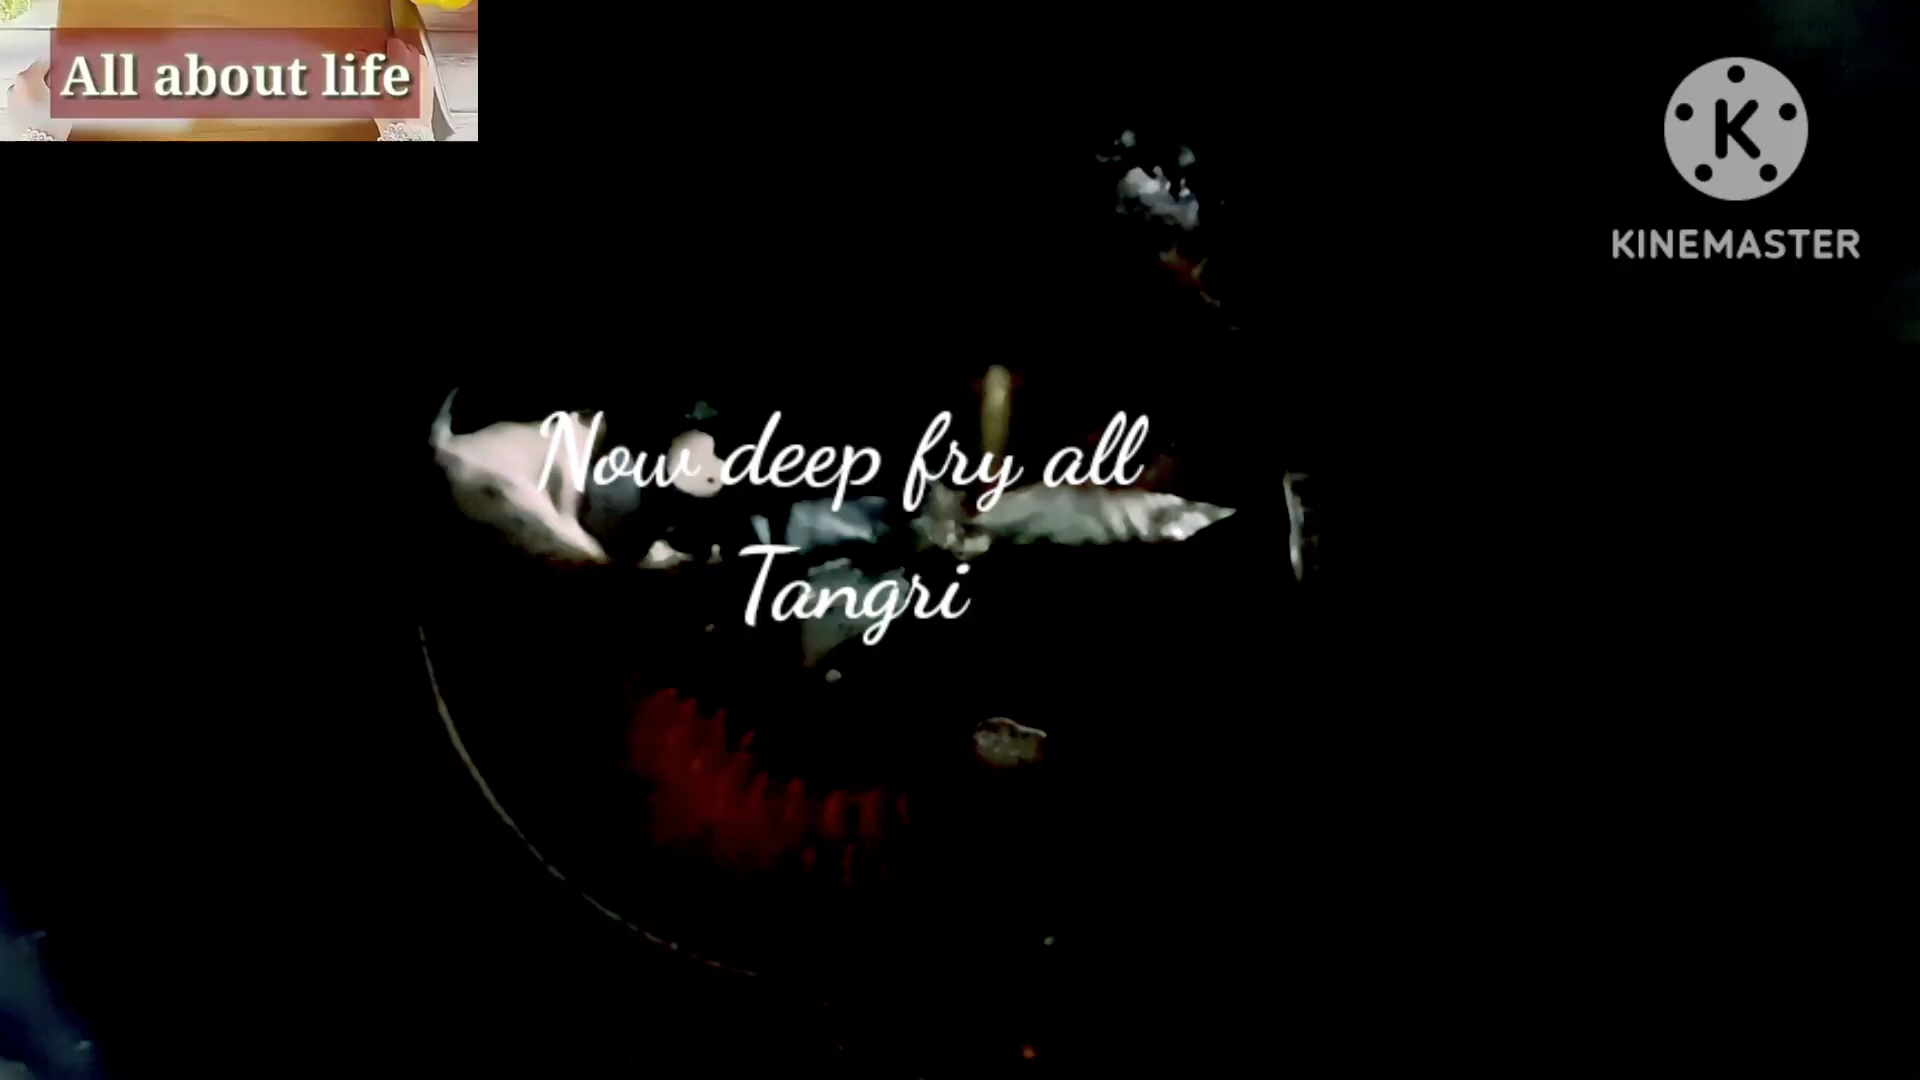 All about life
K
KINEMASTER
Now deep fry all
Tangri